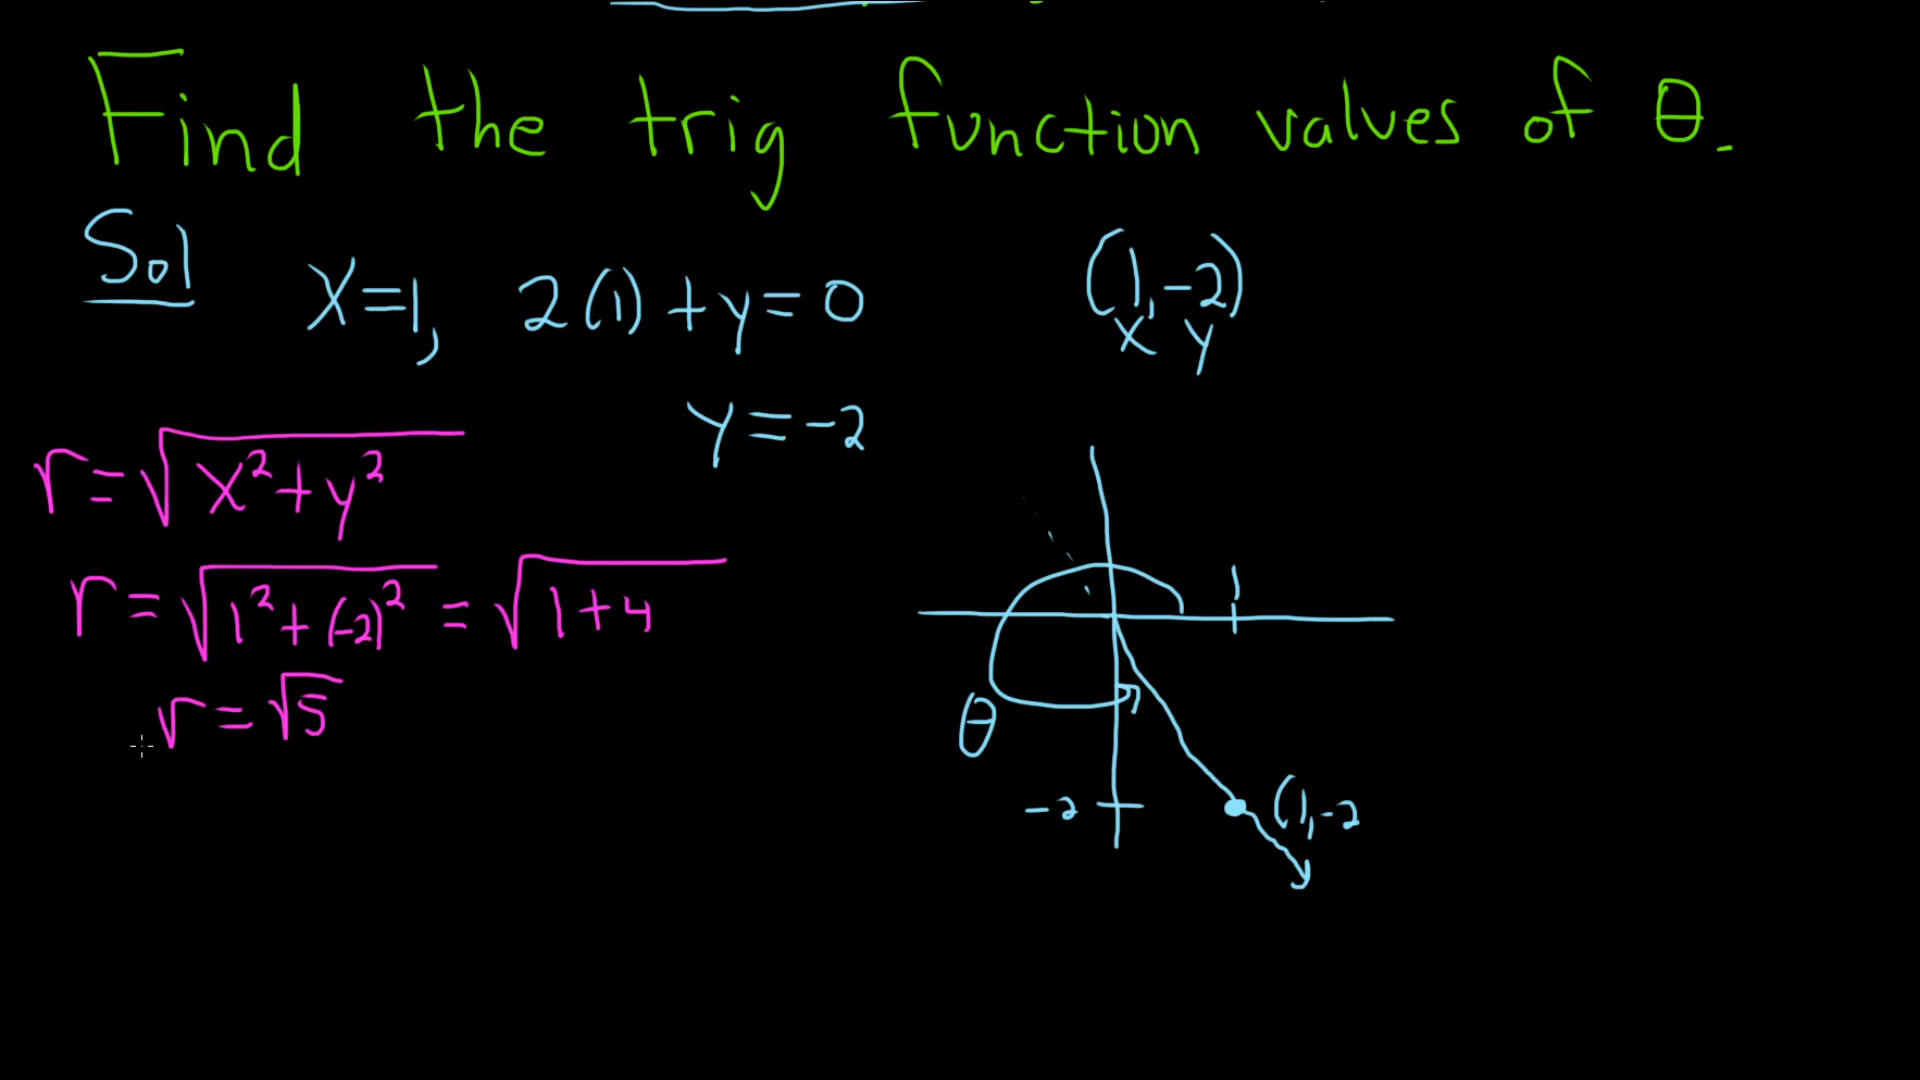 Find the trig function values of θ.
Sol
x=1, 2(1)+y=0
(1,-2)
x y
y=-2
r=√x²+y²
r=√1²+(-2)²=√1+4
r=√5
1
θ
-2
(1,-2